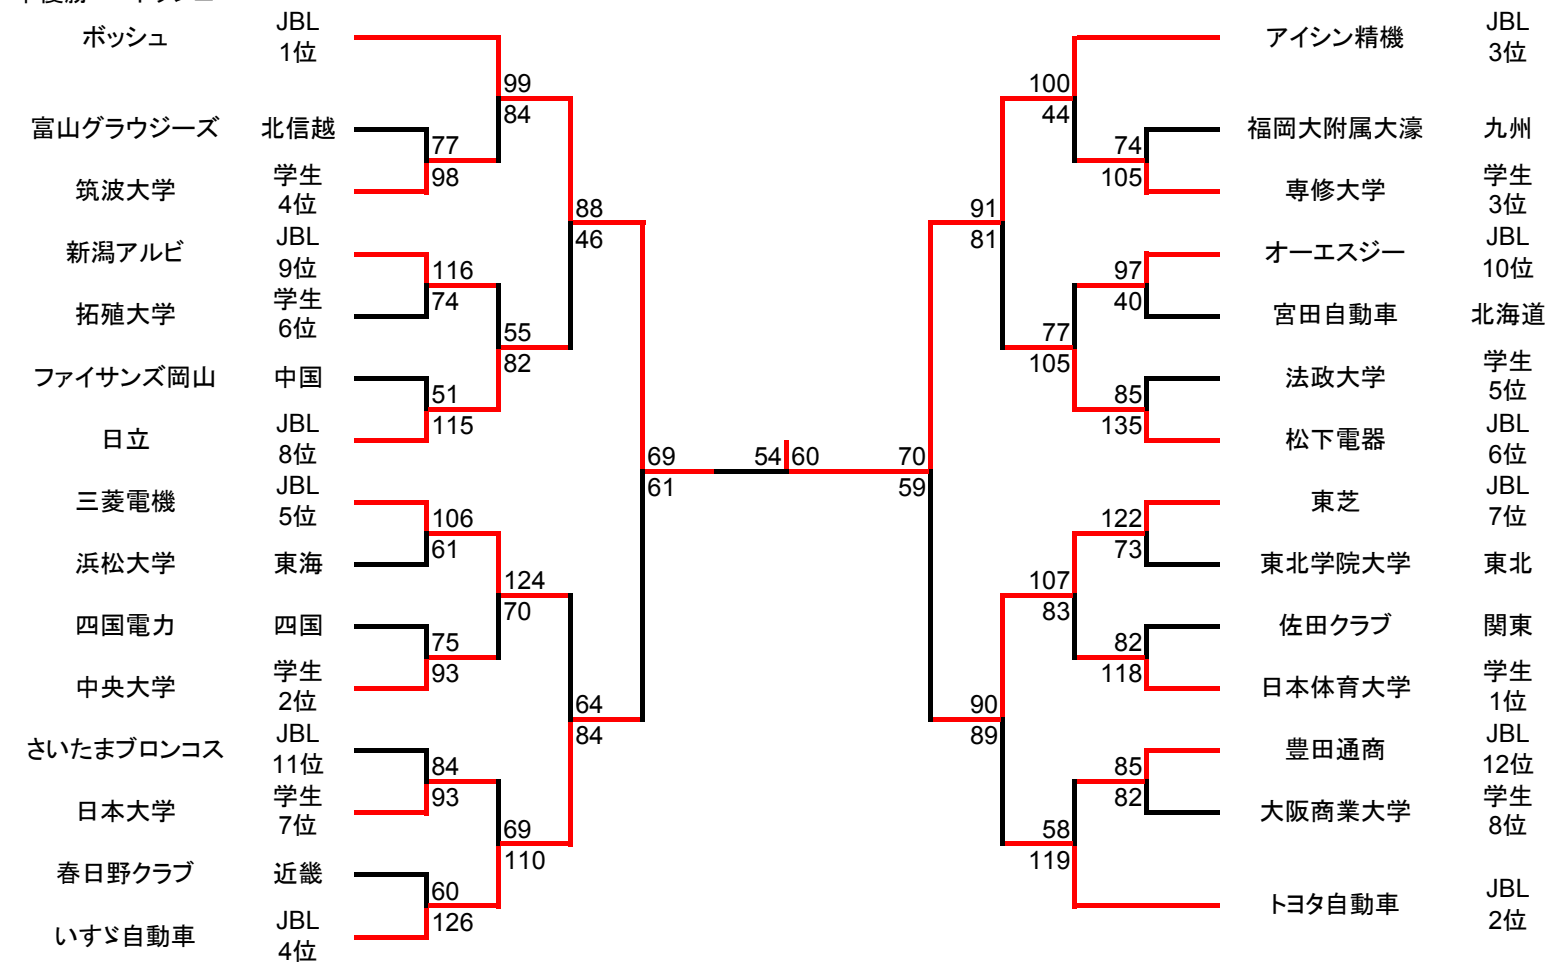 ボッシュ
JBL
1位
99
84
富山グラウジーズ
北信越
77
98
筑波大学
学生
4位
88
46
新潟アルビ
JBL
9位
116
74
拓殖大学
学生
6位
55
82
ファイサンズ岡山
中国
51
115
日立
JBL
8位
69
61
三菱電機
JBL
5位
106
61
浜松大学
東海
124
70
四国電力
四国
75
93
中央大学
学生
2位
64
84
さいたまブロンコス
JBL
11位
84
93
日本大学
学生
7位
69
110
春日野クラブ
近畿
60
126
いすゞ自動車
JBL
4位
54
60
アイシン精機
JBL
3位
100
44
福岡大附属大濠
九州
74
105
専修大学
学生
3位
91
81
オーエスジー
JBL
10位
97
40
宮田自動車
北海道
77
105
法政大学
学生
5位
85
135
松下電器
JBL
6位
70
59
東芝
JBL
7位
122
73
東北学院大学
東北
107
83
佐田クラブ
関東
82
118
日本体育大学
学生
1位
90
89
豊田通商
JBL
12位
85
82
大阪商業大学
学生
8位
58
119
トヨタ自動車
JBL
2位